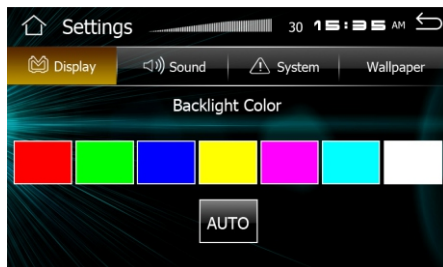 Settings 30 15:35 AM
Display Sound System Wallpaper
Backlight Color
AUTO